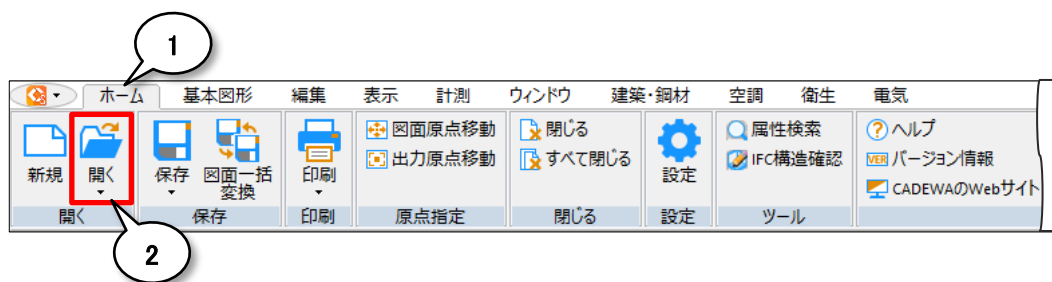 1
ホーム 基本図形 編集 表示 計測 ウィンドウ 建築・鋼材 空調 衛生 電気
新規
開く
開く
保存
図面一括
変換
保存
印刷
印刷
図面原点移動
出力原点移動
原点指定
閉じる
すべて閉じる
閉じる
設定
設定
属性検索
IFC構造確認
ツール
ヘルプ
VER バージョン情報
CADEWAのWebサイト
2